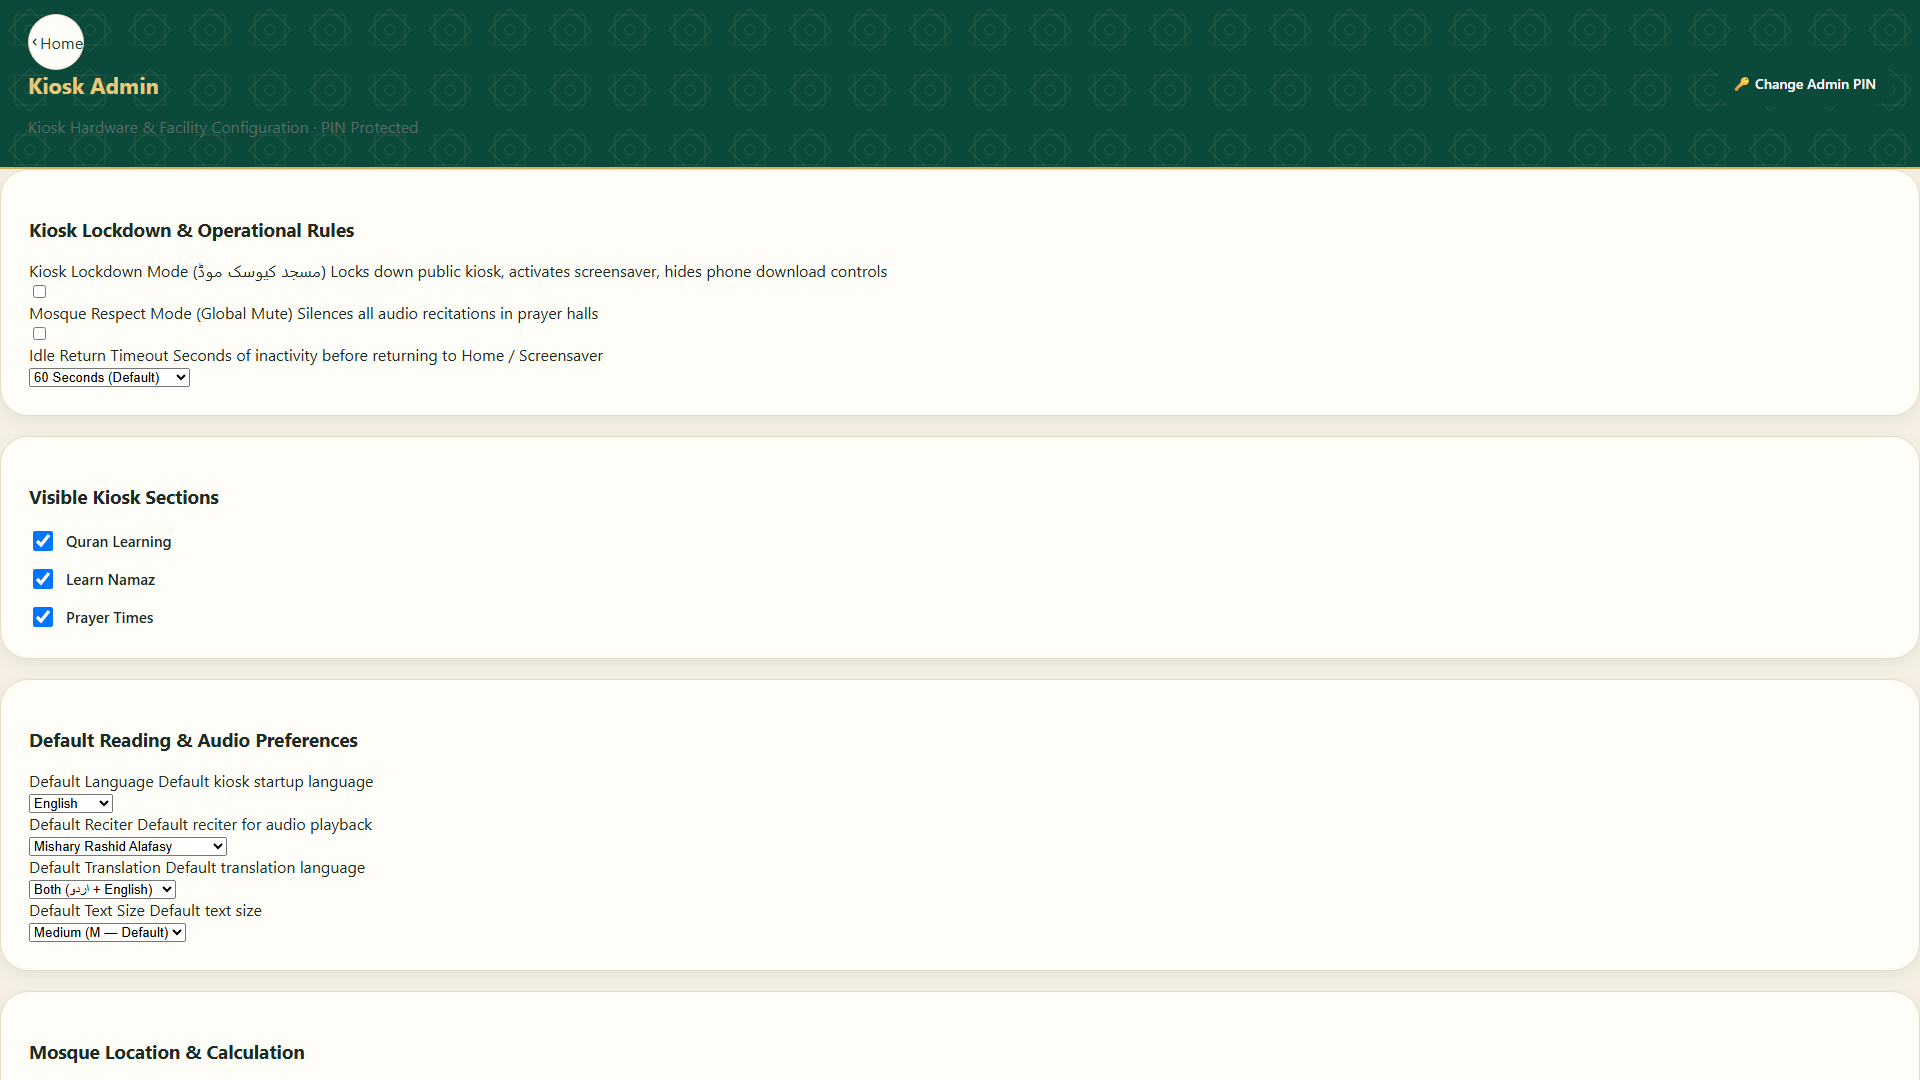 ‹ Home
Kiosk Admin
Kiosk Hardware & Facility Configuration · PIN Protected
🔑 Change Admin PIN
Kiosk Lockdown & Operational Rules
Kiosk Lockdown Mode (مسجد کیوسک موڈ) Locks down public kiosk, activates screensaver, hides phone download controls
Mosque Respect Mode (Global Mute) Silences all audio recitations in prayer halls
Idle Return Timeout Seconds of inactivity before returning to Home / Screensaver
60 Seconds (Default)
Visible Kiosk Sections
Quran Learning
Learn Namaz
Prayer Times
Default Reading & Audio Preferences
Default Language Default kiosk startup language
English
Default Reciter Default reciter for audio playback
Mishary Rashid Alafasy
Default Translation Default translation language
Both (اردو + English)
Default Text Size Default text size
Medium (M — Default)
Mosque Location & Calculation